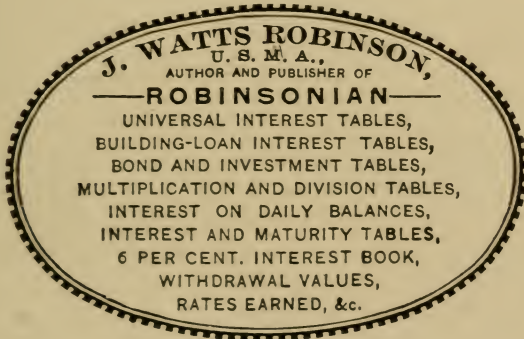 J. WATTS ROBINSON,
U. S. M. A.,
AUTHOR AND PUBLISHER OF
ROBINSONIAN
UNIVERSAL INTEREST TABLES,
BUILDING-LOAN INTEREST TABLES,
BOND AND INVESTMENT TABLES,
MULTIPLICATION AND DIVISION TABLES,
INTEREST ON DAILY BALANCES,
INTEREST AND MATURITY TABLES,
6 PER CENT. INTEREST BOOK,
WITHDRAWAL VALUES,
RATES EARNED, &c.